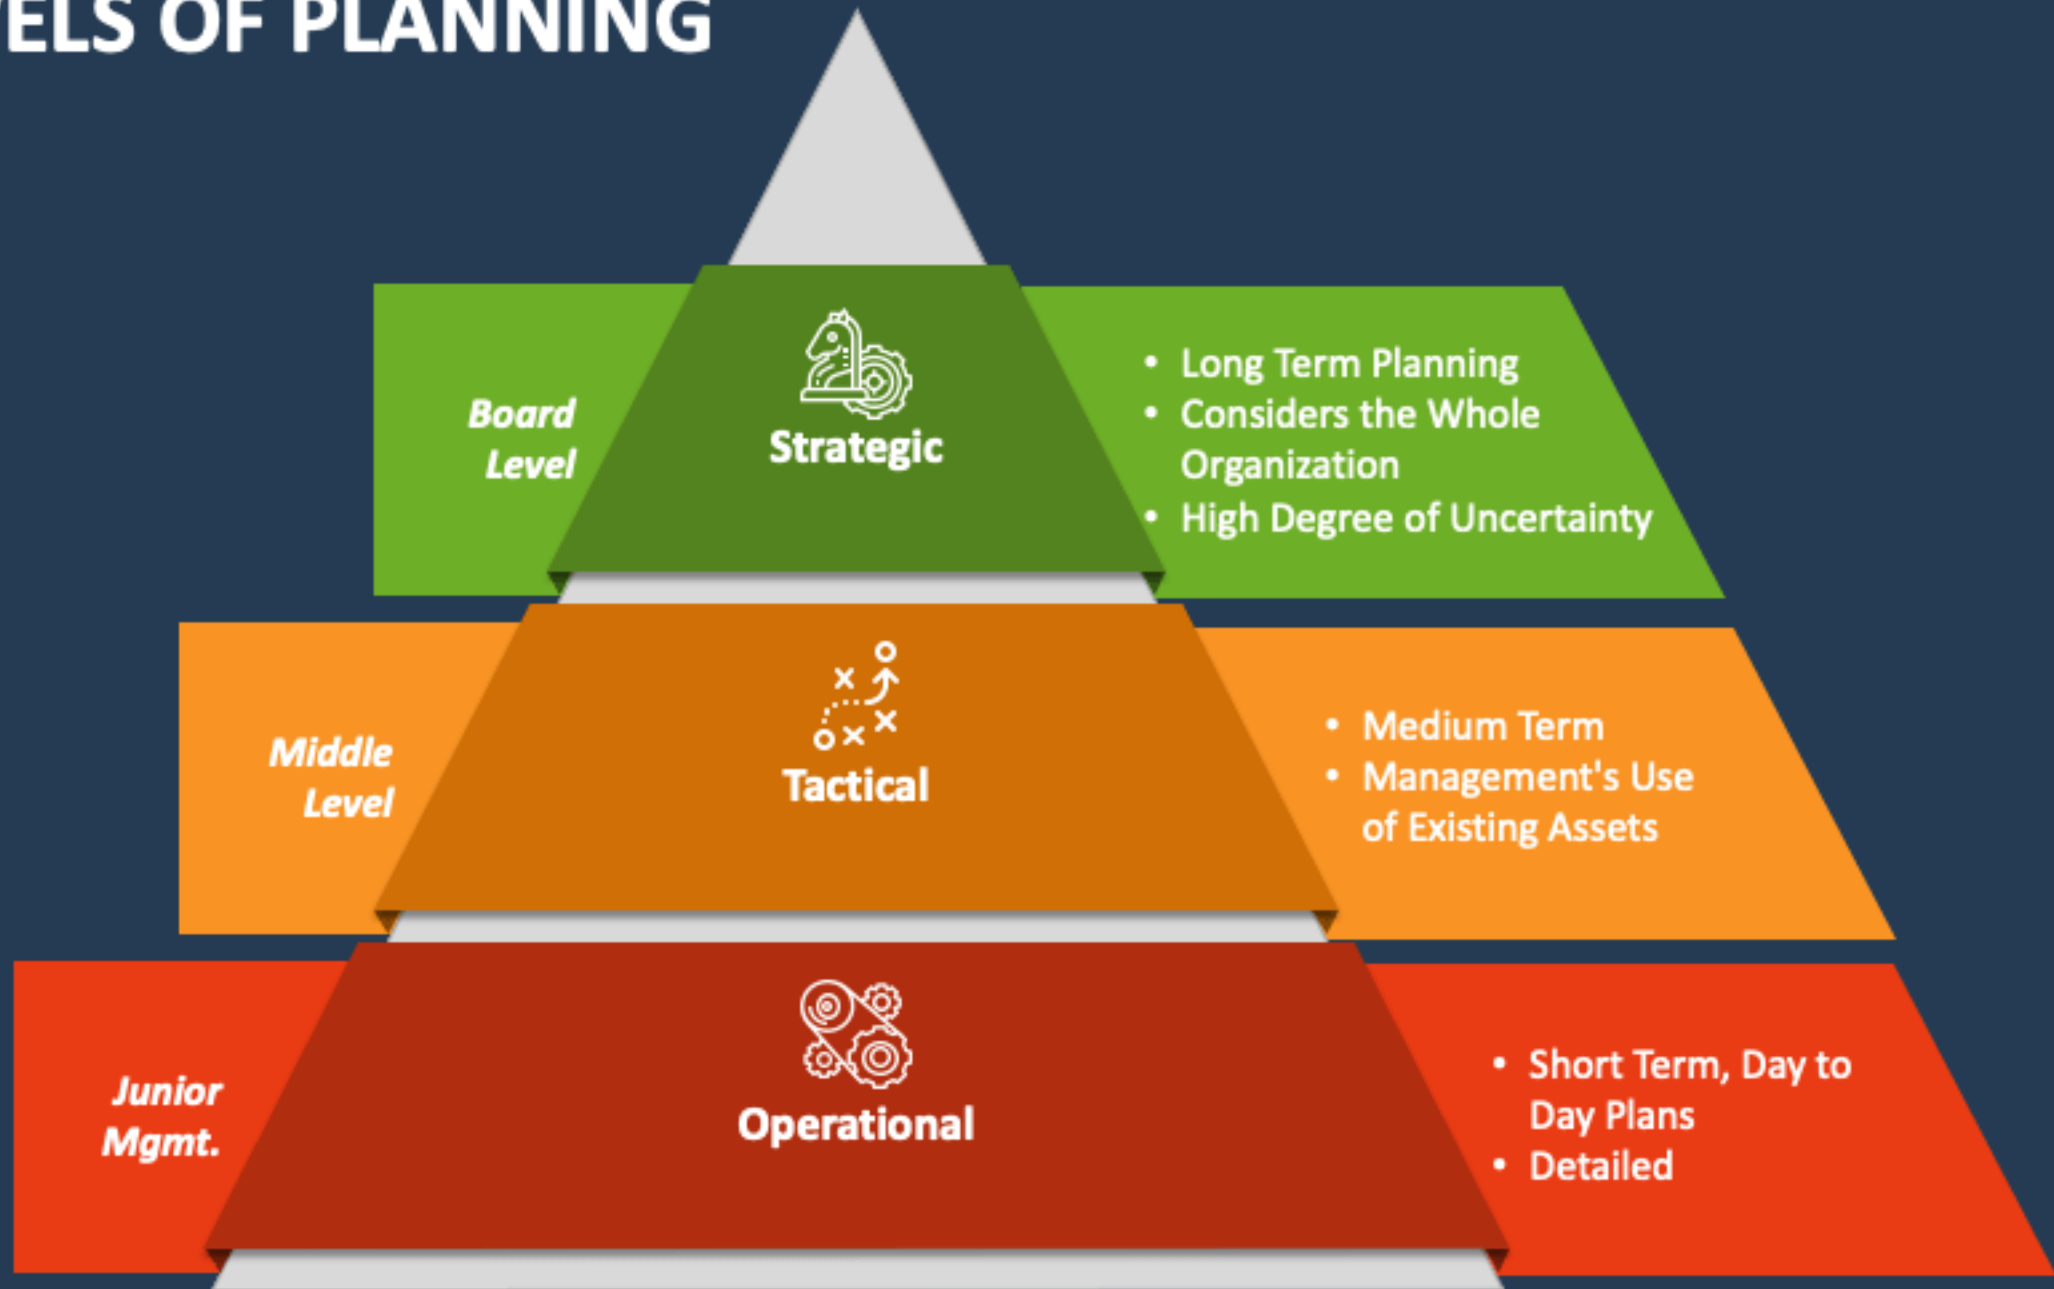 ELS OF PLANNING
Board
Level
Strategic
• Long Term Planning
• Considers the Whole
Organization
• High Degree of Uncertainty
Middle
Level
Tactical
• Medium Term
• Management's Use
of Existing Assets
Junior
Mgmt.
Operational
• Short Term, Day to
Day Plans
• Detailed